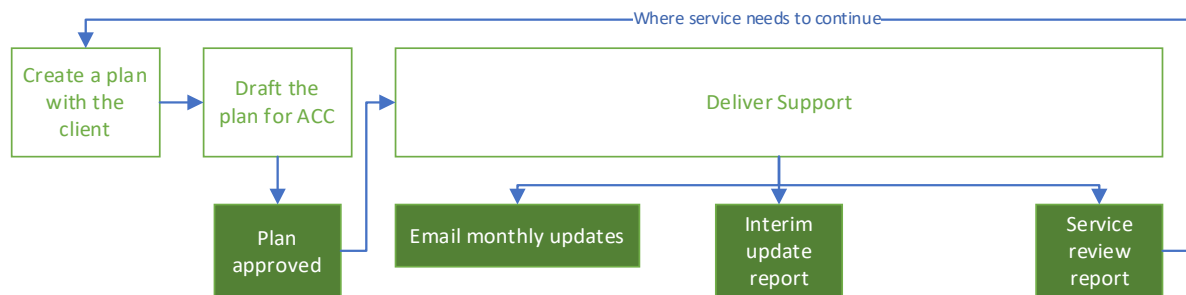 Where service needs to continue
Create a plan
with the
client
Draft the
plan for ACC
Deliver Support
Plan
approved
Email monthly updates
Interim
update
report
Service
review
report